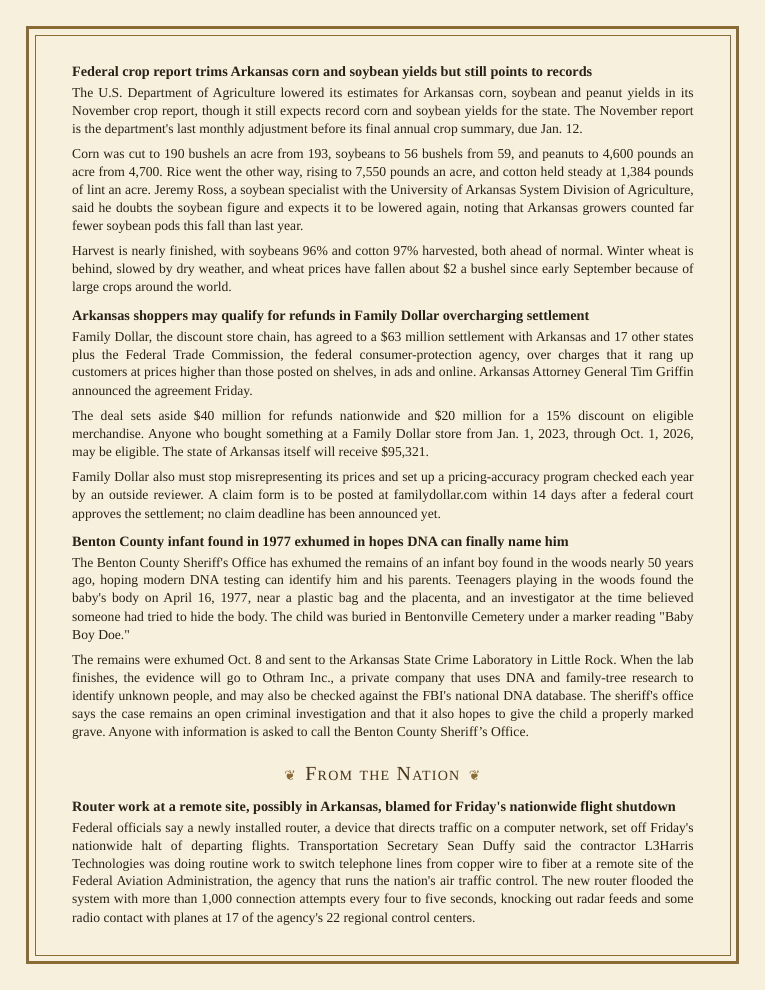 Federal crop report trims Arkansas corn and soybean yields but still points to records
The U.S. Department of Agriculture lowered its estimates for Arkansas corn, soybean and peanut yields in its
November crop report, though it still expects record corn and soybean yields for the state. The November report
is the department's last monthly adjustment before its final annual crop summary, due Jan. 12.
Corn was cut to 190 bushels an acre from 193, soybeans to 56 bushels from 59, and peanuts to 4,600 pounds an
acre from 4,700. Rice went the other way, rising to 7,550 pounds an acre, and cotton held steady at 1,384 pounds
of lint an acre. Jeremy Ross, a soybean specialist with the University of Arkansas System Division of Agriculture,
said he doubts the soybean figure and expects it to be lowered again, noting that Arkansas growers counted far
fewer soybean pods this fall than last year.
Harvest is nearly finished, with soybeans 96% and cotton 97% harvested, both ahead of normal. Winter wheat is
behind, slowed by dry weather, and wheat prices have fallen about $2 a bushel since early September because of
large crops around the world.
Arkansas shoppers may qualify for refunds in Family Dollar overcharging settlement
Family Dollar, the discount store chain, has agreed to a $63 million settlement with Arkansas and 17 other states
plus the Federal Trade Commission, the federal consumer-protection agency, over charges that it rang up
customers at prices higher than those posted on shelves, in ads and online. Arkansas Attorney General Tim Griffin
announced the agreement Friday.
The deal sets aside $40 million for refunds nationwide and $20 million for a 15% discount on eligible
merchandise. Anyone who bought something at a Family Dollar store from Jan. 1, 2023, through Oct. 1, 2026,
may be eligible. The state of Arkansas itself will receive $95,321.
Family Dollar also must stop misrepresenting its prices and set up a pricing-accuracy program checked each year
by an outside reviewer. A claim form is to be posted at familydollar.com within 14 days after a federal court
approves the settlement; no claim deadline has been announced yet.
Benton County infant found in 1977 exhumed in hopes DNA can finally name him
The Benton County Sheriff's Office has exhumed the remains of an infant boy found in the woods nearly 50 years
ago, hoping modern DNA testing can identify him and his parents. Teenagers playing in the woods found the
baby's body on April 16, 1977, near a plastic bag and the placenta, and an investigator at the time believed
someone had tried to hide the body. The child was buried in Bentonville Cemetery under a marker reading "Baby
Boy Doe."
The remains were exhumed Oct. 8 and sent to the Arkansas State Crime Laboratory in Little Rock. When the lab
finishes, the evidence will go to Othram Inc., a private company that uses DNA and family-tree research to
identify unknown people, and may also be checked against the FBI's national DNA database. The sheriff's office
says the case remains an open criminal investigation and that it also hopes to give the child a properly marked
grave. Anyone with information is asked to call the Benton County Sheriff’s Office.
❦ From the Nation ❦
Router work at a remote site, possibly in Arkansas, blamed for Friday's nationwide flight shutdown
Federal officials say a newly installed router, a device that directs traffic on a computer network, set off Friday's
nationwide halt of departing flights. Transportation Secretary Sean Duffy said the contractor L3Harris
Technologies was doing routine work to switch telephone lines from copper wire to fiber at a remote site of the
Federal Aviation Administration, the agency that runs the nation's air traffic control. The new router flooded the
system with more than 1,000 connection attempts every four to five seconds, knocking out radar feeds and some
radio contact with planes at 17 of the agency's 22 regional control centers.